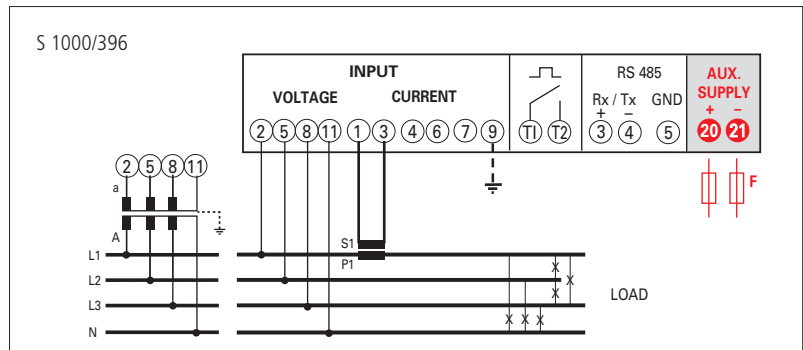 S 1000/396
INPUT
VOLTAGE CURRENT
2 5 8 11 1 3 4 6 7 9
T1 T2
RS 485
Rx / Tx GND
+ –
3 4 5
AUX.
SUPPLY
+ –
20 21
F
2 5 8 11
a
A
S1
P1
L1
L2
L3
N
X
X
X
X X X
LOAD